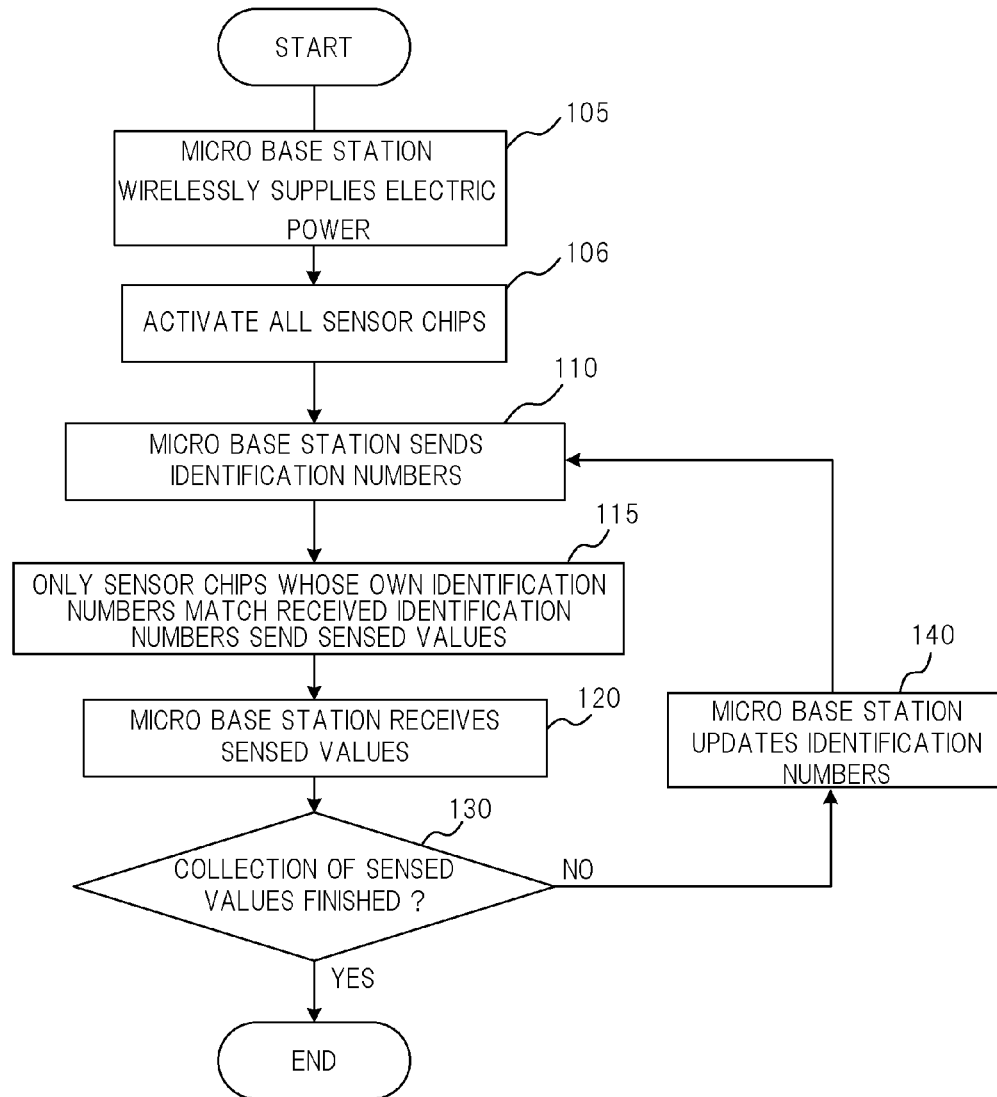 START
105
MICRO BASE STATION
WIRELESSLY SUPPLIES ELECTRIC
POWER
106
ACTIVATE ALL SENSOR CHIPS
110
MICRO BASE STATION SENDS
IDENTIFICATION NUMBERS
115
ONLY SENSOR CHIPS WHOSE OWN IDENTIFICATION
NUMBERS MATCH RECEIVED IDENTIFICATION
NUMBERS SEND SENSED VALUES
120
MICRO BASE STATION RECEIVES
SENSED VALUES
140
MICRO BASE STATION
UPDATES IDENTIFICATION
NUMBERS
130
COLLECTION OF SENSED
VALUES FINISHED ?
NO
YES
END